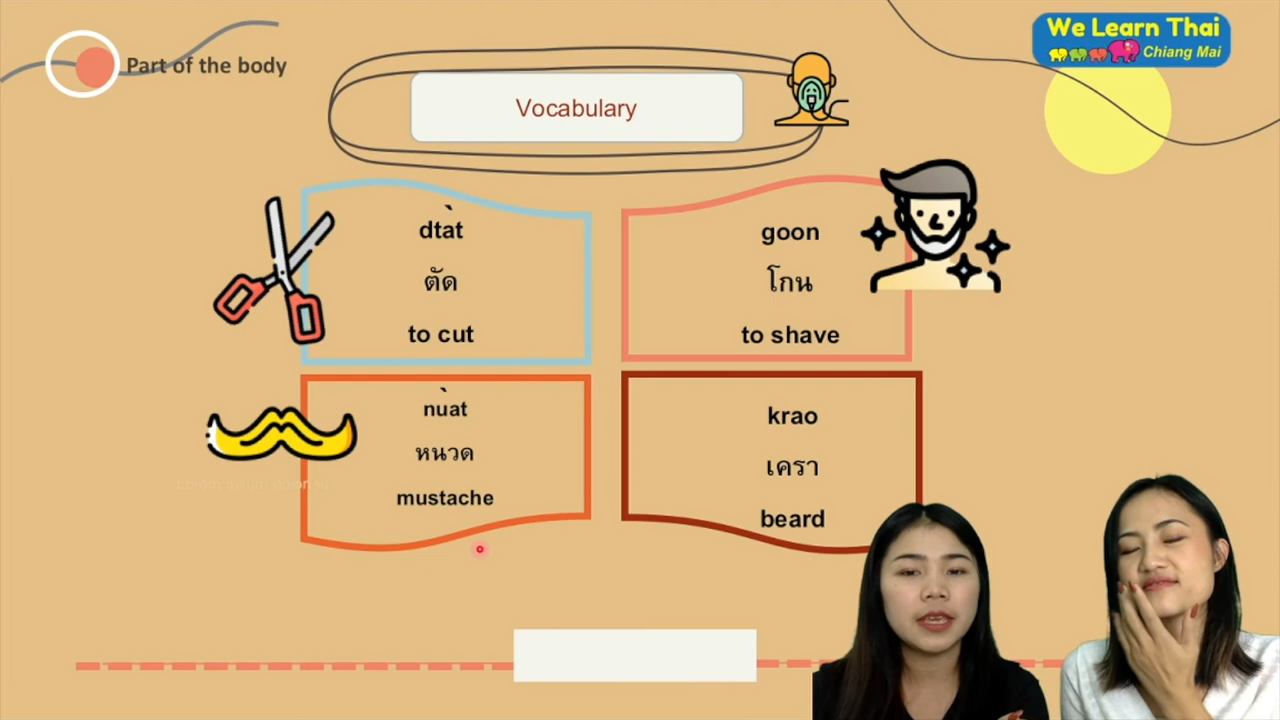 Part of the body
We Learn Thai
Chiang Mai
Vocabulary
dtàt
ตัด
to cut
goon
โกน
to shave
nùat
หนวด
mustache
krao
เครา
beard